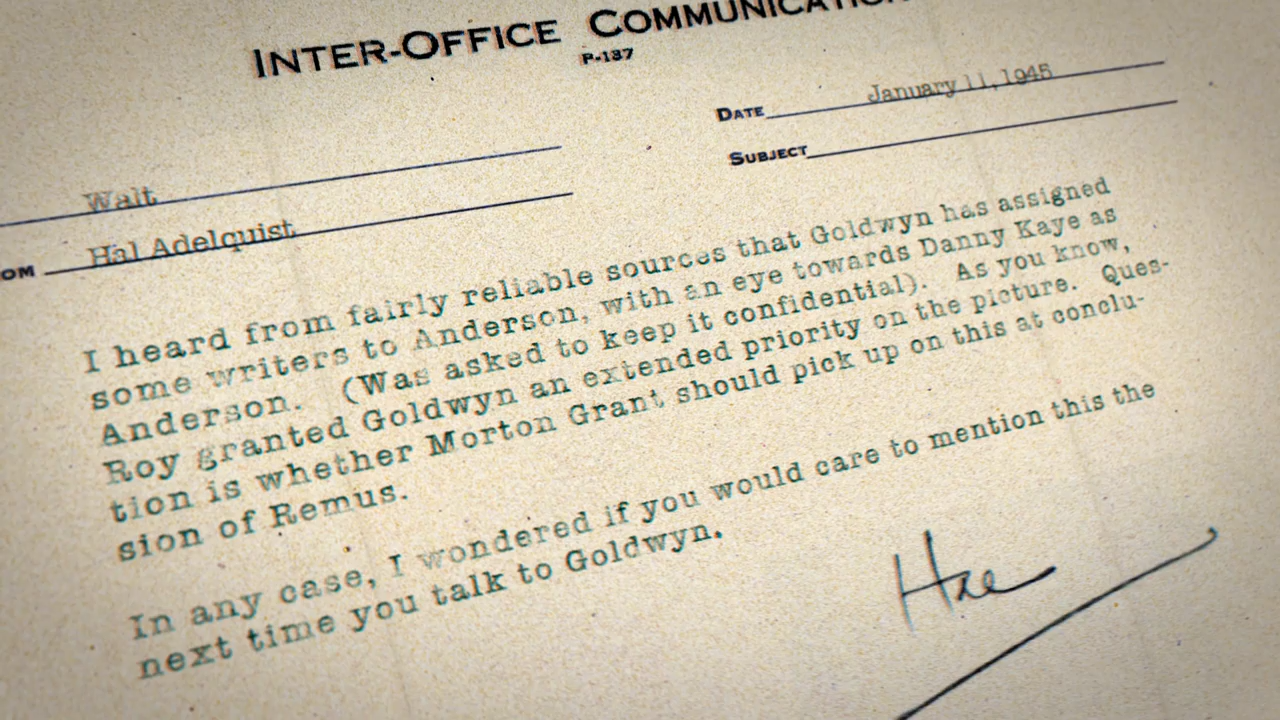 INTER-OFFICE COMMUNICATION
P-187
DATE January 11, 1945
SUBJECT
Walt
OM Hal Adelquist
I heard from fairly reliable sources that Goldwyn has assigned
some writers to Anderson, with an eye towards Danny Kaye as
Anderson. (Was asked to keep it confidential). As you know,
Roy granted Goldwyn an extended priority on the picture. Ques-
tion is whether Morton Grant should pick up on this at conclu-
sion of Remus.
In any case, I wondered if you would care to mention this the
next time you talk to Goldwyn.
Hal